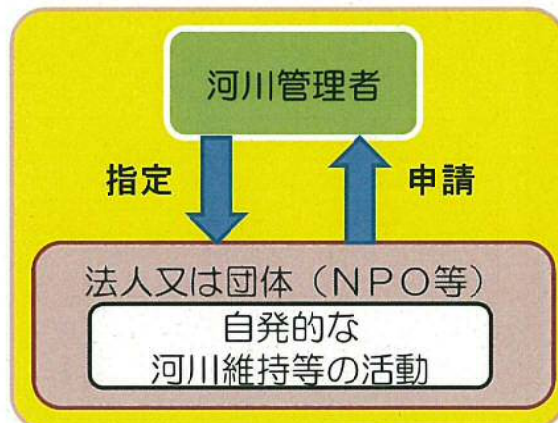 河川管理者
指定
申請
法人又は団体（ＮＰＯ等）
自発的な
河川維持等の活動